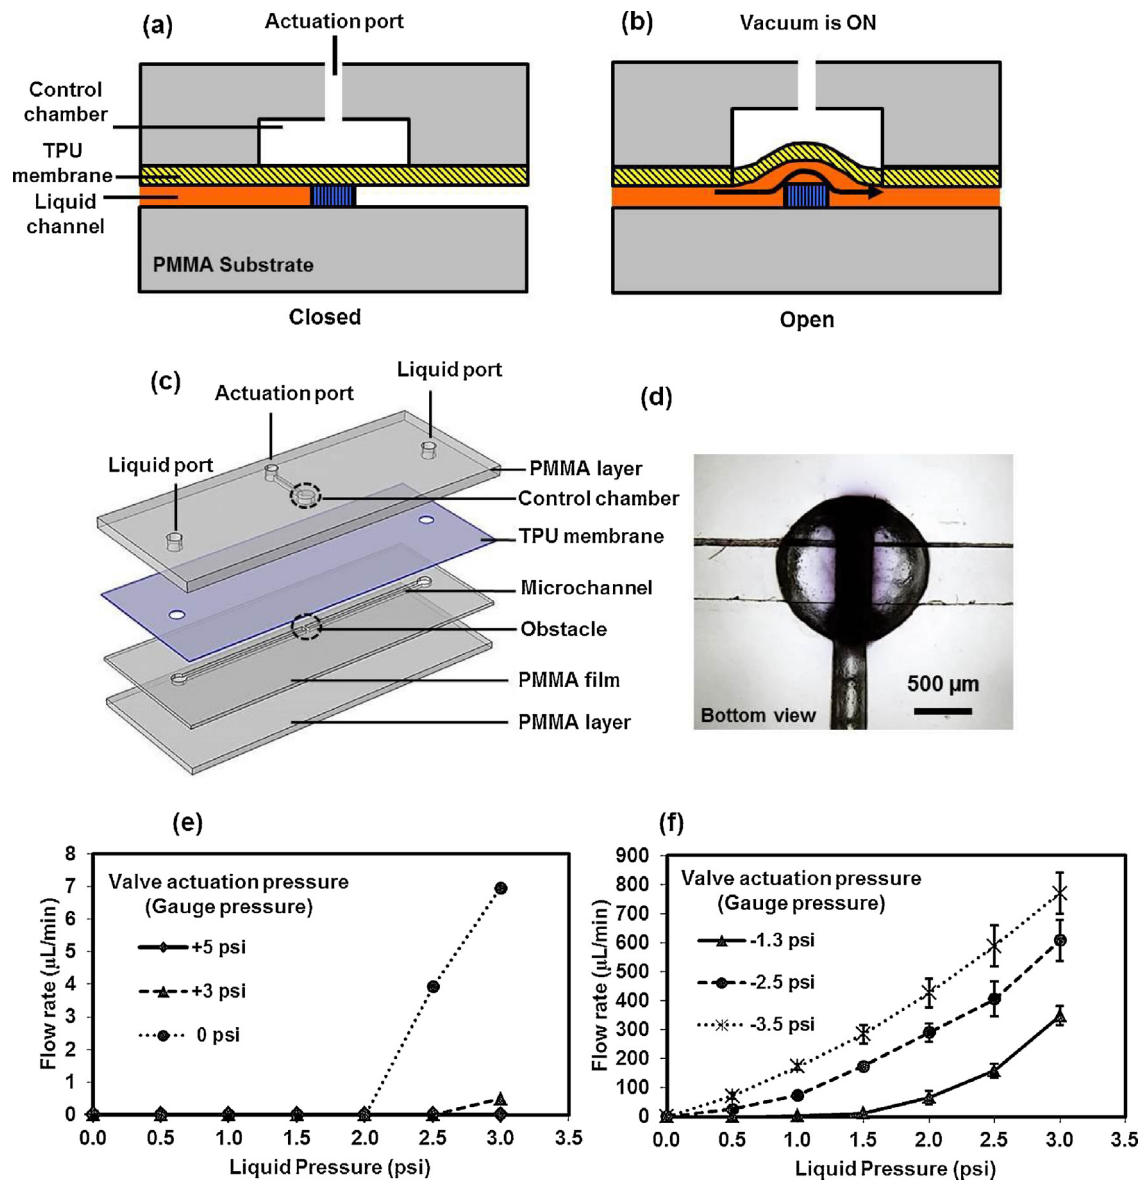 (a)
Actuation port
Control
chamber
TPU
membrane
Liquid
channel
PMMA Substrate
Closed
(b)
Vacuum is ON
Open
(c)
Liquid port
Actuation port
Liquid port
PMMA layer
Control chamber
TPU membrane
Microchannel
Obstacle
PMMA film
PMMA layer
(d)
500 µm
Bottom view
(e)
8
7
6
5
4
3
2
1
0
Flow rate (µL/min)
Valve actuation pressure
(Gauge pressure)
+5 psi
+3 psi
0 psi
0.0 0.5 1.0 1.5 2.0 2.5 3.0 3.5
Liquid Pressure (psi)
(f)
900
800
700
600
500
400
300
200
100
0
Flow rate (µL/min)
Valve actuation pressure
(Gauge pressure)
-1.3 psi
-2.5 psi
-3.5 psi
0.0 0.5 1.0 1.5 2.0 2.5 3.0 3.5
Liquid Pressure (psi)